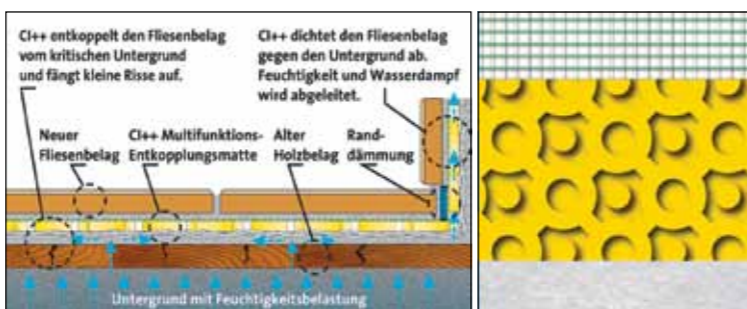 CI++ entkoppelt den Fliesenbelag
vom kritischen Untergrund
und fängt kleine Risse auf.
CI++ dichtet den Fliesenbelag
gegen den Untergrund ab.
Feuchtigkeit und Wasserdampf
wird abgeleitet.
Neuer
Fliesenbelag
CI++ Multifunktions-
Entkopplungsmatte
Alter
Holzbelag
Rand-
dämmung
Untergrund mit Feuchtigkeitsbelastung